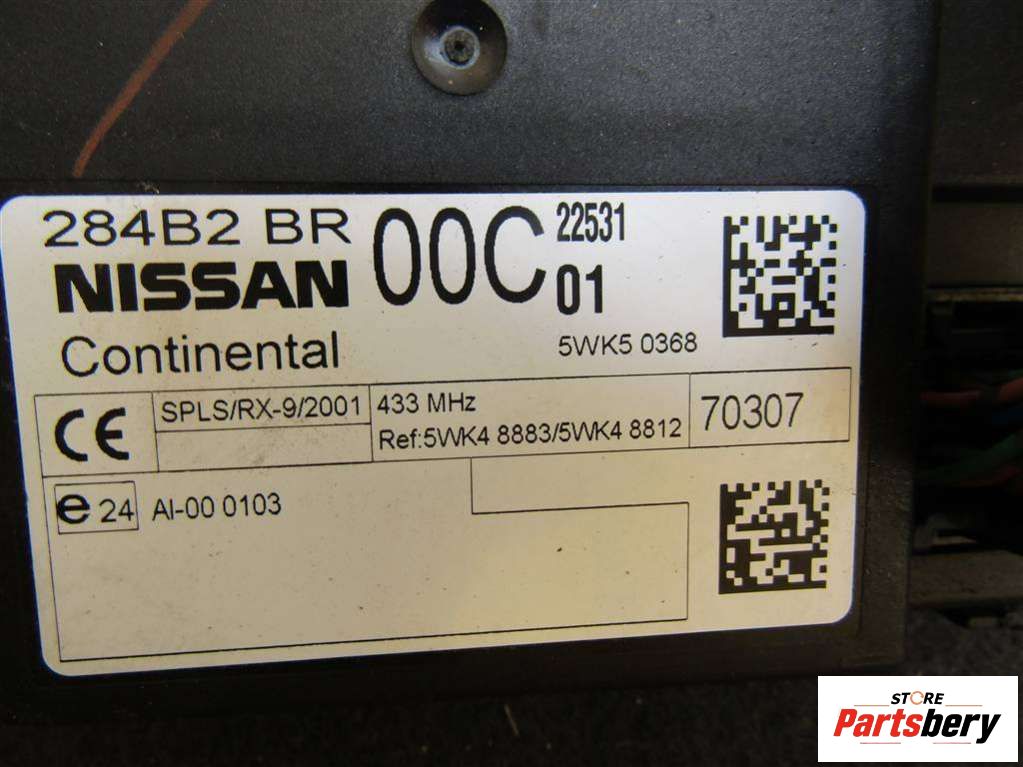 284B2 BR 00C 22531
NISSAN 01
Continental 5WK5 0368
CE SPLS/RX-9/2001 433 MHz 70307
Ref:5WK4 8883/5WK4 8812
e 24 AI-00 0103
STORE
Partsbery